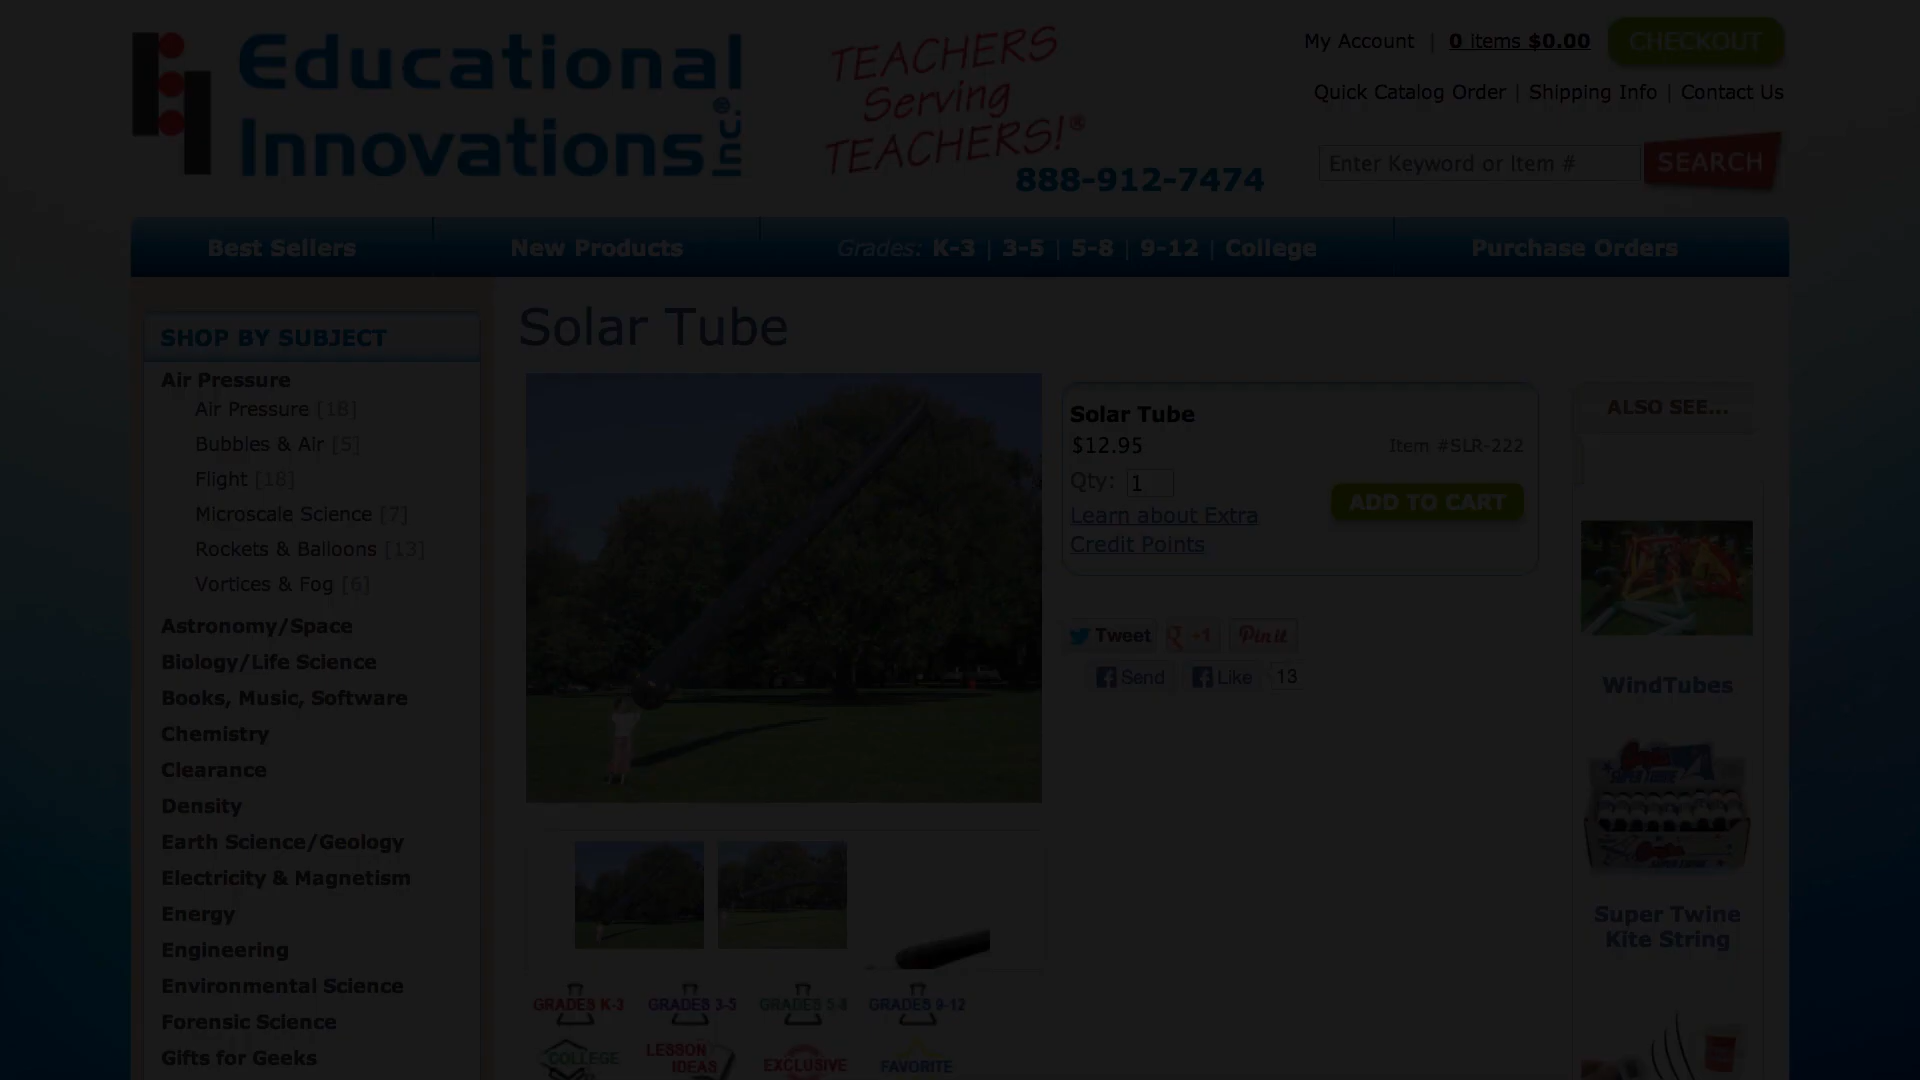 Educational
Innovations Inc.®
TEACHERS
Serving
TEACHERS!®
888-912-7474
My Account | 0 items $0.00 CHECKOUT
Quick Catalog Order | Shipping Info | Contact Us
Enter Keyword or Item # SEARCH
Best Sellers New Products Grades: K-3 | 3-5 | 5-8 | 9-12 | College Purchase Orders
SHOP BY SUBJECT
Air Pressure
Air Pressure [18]
Bubbles & Air [5]
Flight [18]
Microscale Science [7]
Rockets & Balloons [13]
Vortices & Fog [6]
Astronomy/Space
Biology/Life Science
Books, Music, Software
Chemistry
Clearance
Density
Earth Science/Geology
Electricity & Magnetism
Energy
Engineering
Environmental Science
Forensic Science
Gifts for Geeks
Solar Tube
Solar Tube
$12.95 Item #SLR-222
Qty: 1
ADD TO CART
Learn about Extra
Credit Points
Tweet +1 Pin it
Send Like 13
GRADES K-3 GRADES 3-5 GRADES 5-8 GRADES 9-12
COLLEGE
LESSON
IDEAS
EXCLUSIVE
FAVORITE
ALSO SEE...
WindTubes
Super Twine
Kite String